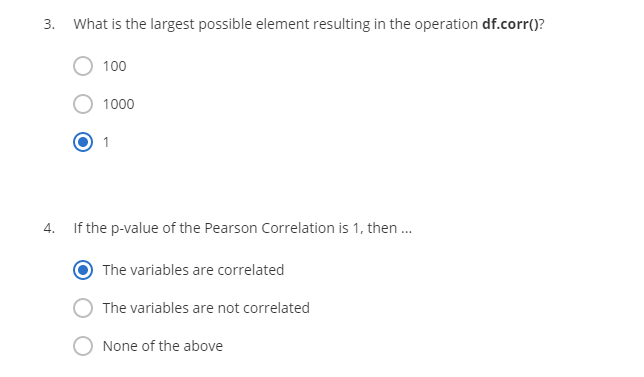 3. What is the largest possible element resulting in the operation df.corr()?
100
1000
1
4. If the p-value of the Pearson Correlation is 1, then ...
The variables are correlated
The variables are not correlated
None of the above